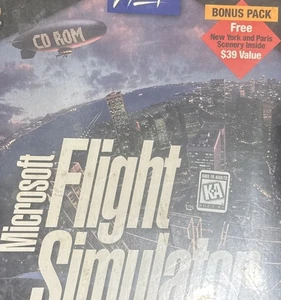 BONUS PACK
Free
New York and Paris
Scenery Inside
$39 Value
CD ROM
Microsoft
Flight
Simulator
K-A